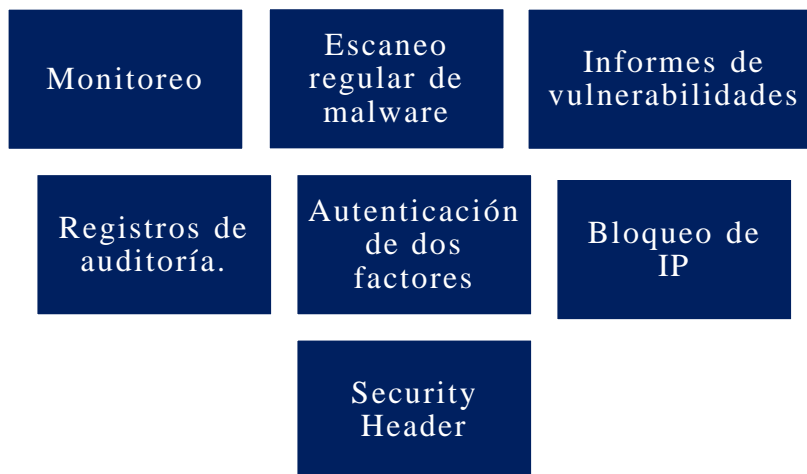 Monitoreo
Escaneo
regular de
malware
Informes de
vulnerabilidades
Registros de
auditoría.
Autenticación
de dos
factores
Bloqueo de
IP
Security
Header